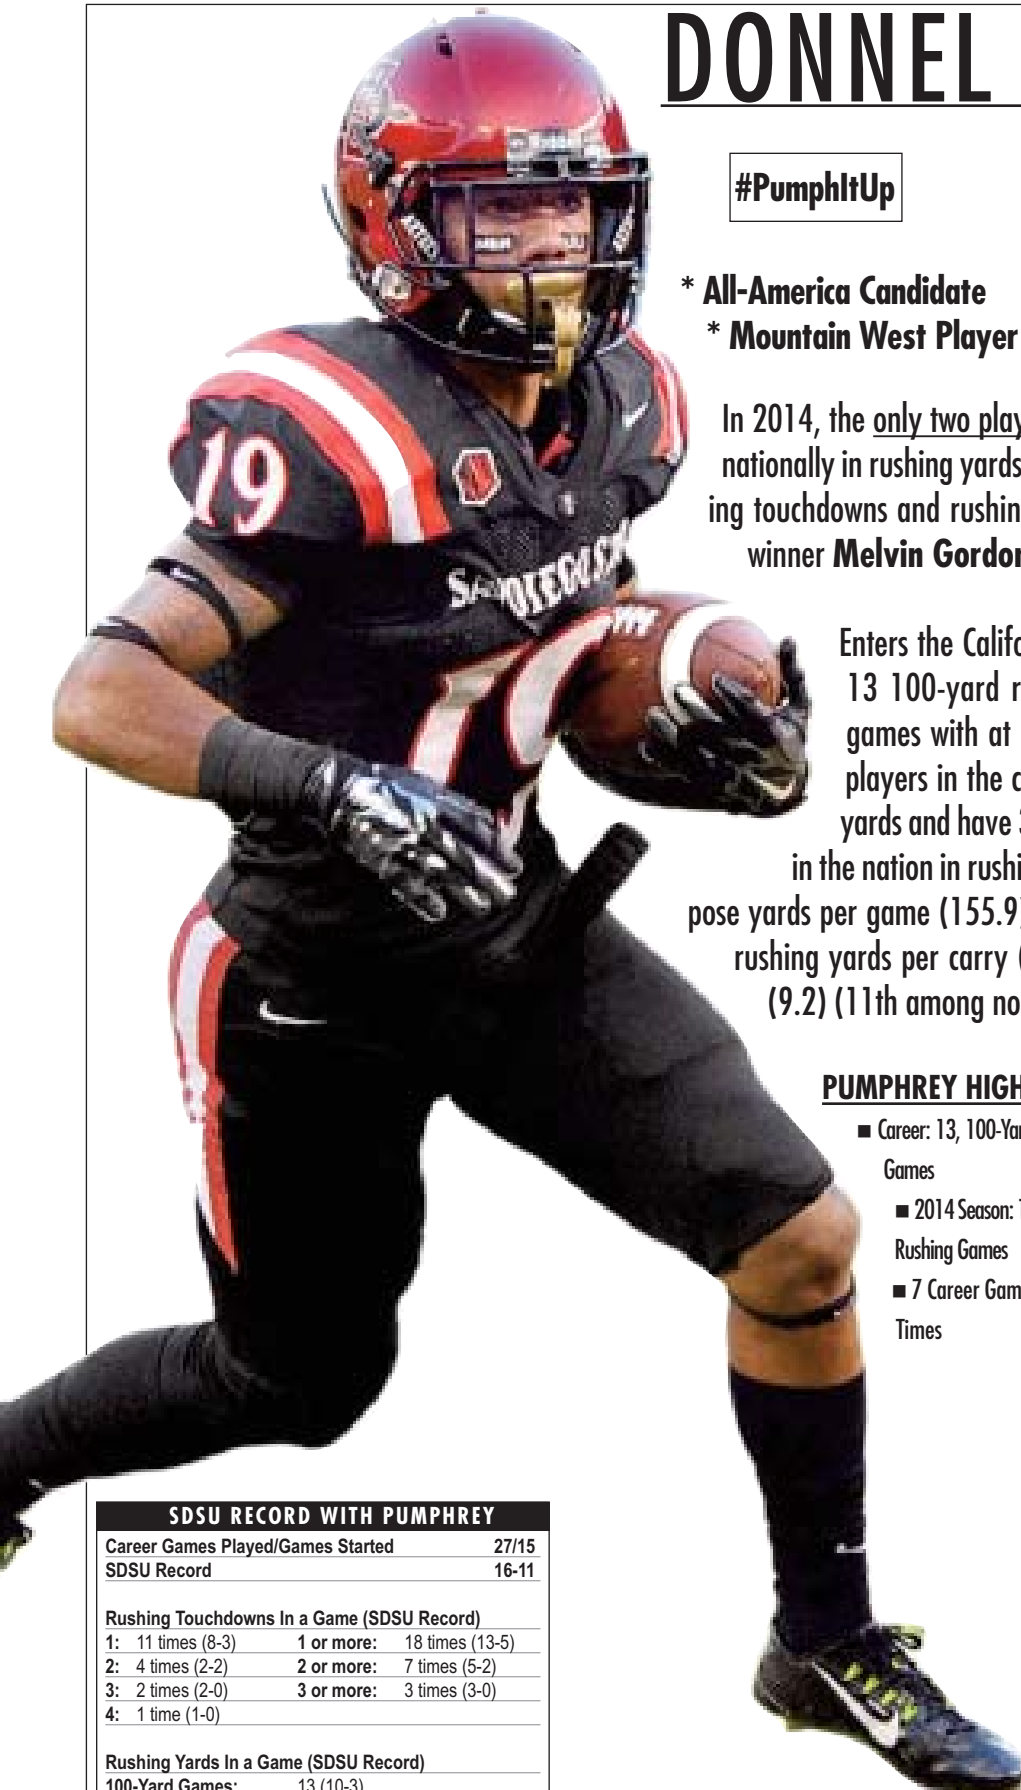 DONNEL
#PumphItUp
* All-America Candidate
* Mountain West Player
In 2014, the only two play
nationally in rushing yards
ing touchdowns and rushin
winner Melvin Gordon
Enters the Califo
13 100-yard r
games with at
players in the c
yards and have 3
in the nation in rushi
pose yards per game (155.9)
rushing yards per carry (
(9.2) (11th among no
PUMPHREY HIGH
■ Career: 13, 100-Yar
Games
■ 2014 Season: 1
Rushing Games
■ 7 Career Gam
Times
19
SAN DIEGO ST
19
SDSU RECORD WITH PUMPHREY
Career Games Played/Games Started 27/15
SDSU Record 16-11
Rushing Touchdowns In a Game (SDSU Record)
1: 11 times (8-3) 1 or more: 18 times (13-5)
2: 4 times (2-2) 2 or more: 7 times (5-2)
3: 2 times (2-0) 3 or more: 3 times (3-0)
4: 1 time (1-0)
Rushing Yards In a Game (SDSU Record)
100-Yard Games: 13 (10-3)